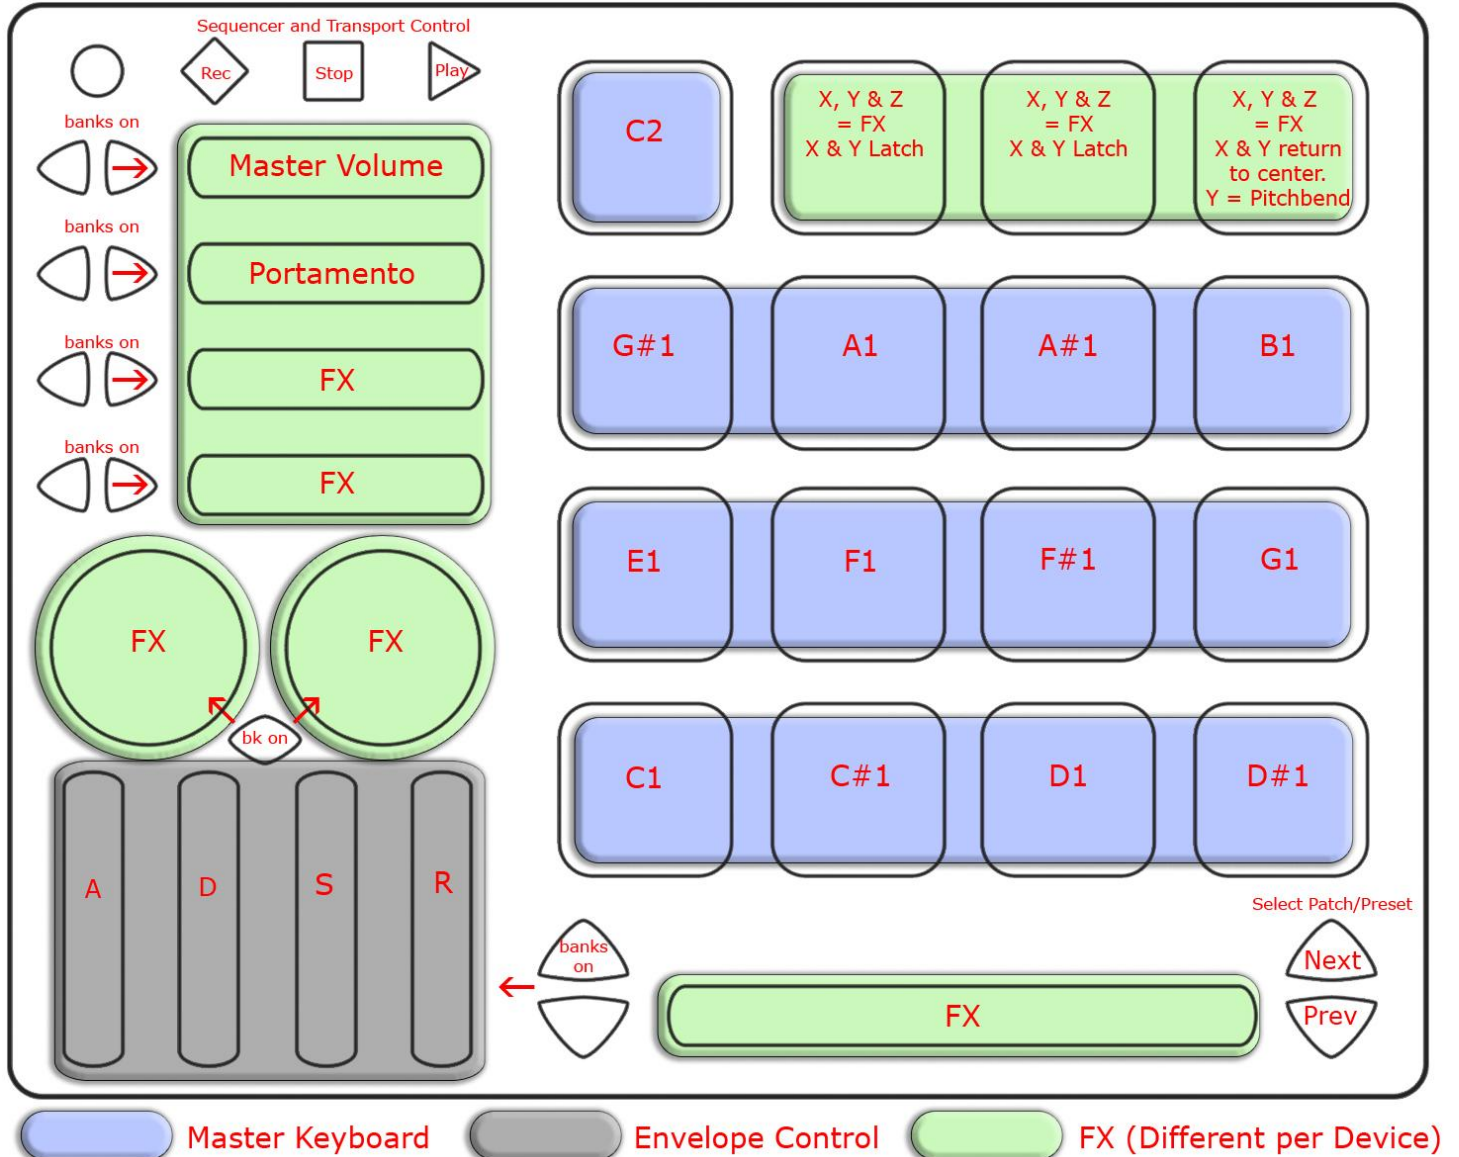 Sequencer and Transport Control
Rec
Stop
Play
banks on
Master Volume
banks on
Portamento
banks on
FX
banks on
FX
FX
FX
bk on
A
D
S
R
C2
X, Y & Z
= FX
X & Y Latch
X, Y & Z
= FX
X & Y Latch
X, Y & Z
= FX
X & Y return
to center.
Y = Pitchbend
G#1
A1
A#1
B1
E1
F1
F#1
G1
C1
C#1
D1
D#1
banks
on
FX
Select Patch/Preset
Next
Prev
Master Keyboard
Envelope Control
FX (Different per Device)